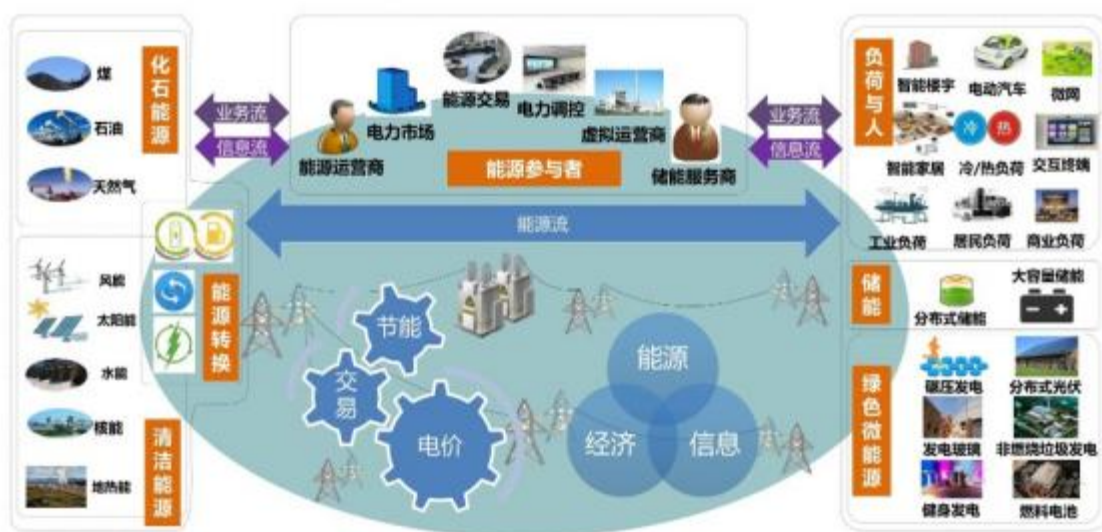 化石能源
煤
石油
天然气
风能
太阳能
水能
核能
地热能
清洁能源
能源转换
业务流
信息流
能源运营商
电力市场
能源交易
电力调控
虚拟运营商
储能服务商
能源参与者
业务流
信息流
能源流
节能
交易
电价
能源
经济
信息
负荷与人
智能楼宇
电动汽车
微网
智能家居
冷
热
冷/热负荷
交互终端
工业负荷
居民负荷
商业负荷
储能
分布式储能
大容量储能
绿色微能源
碾压发电
分布式光伏
发电玻璃
非燃烧垃圾发电
健身发电
燃料电池